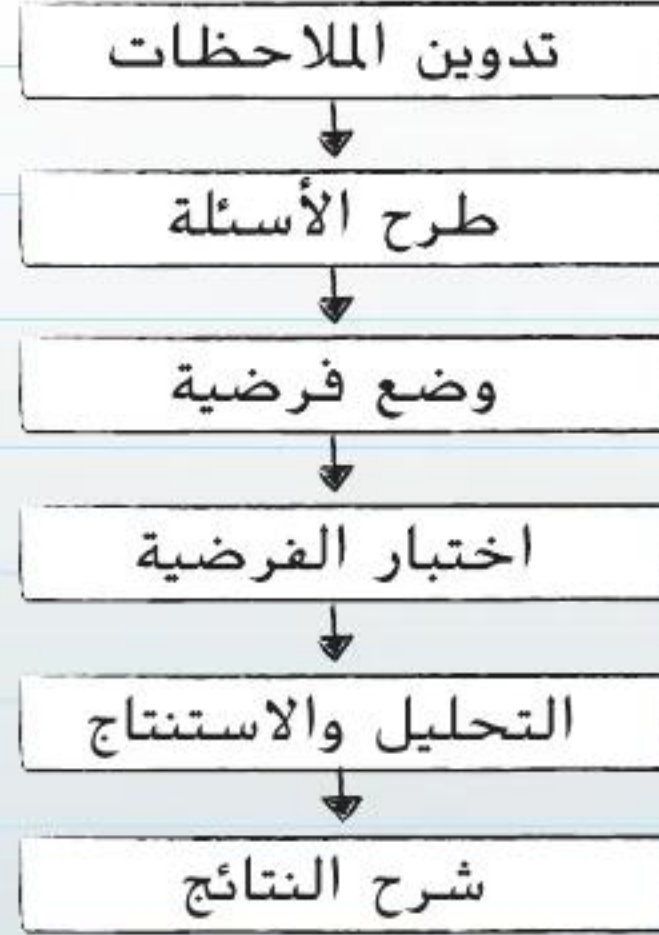 تدوين الملاحظات
طرح الأسئلة
وضع فرضية
اختبار الفرضية
التحليل والاستنتاج
شرح النتائج